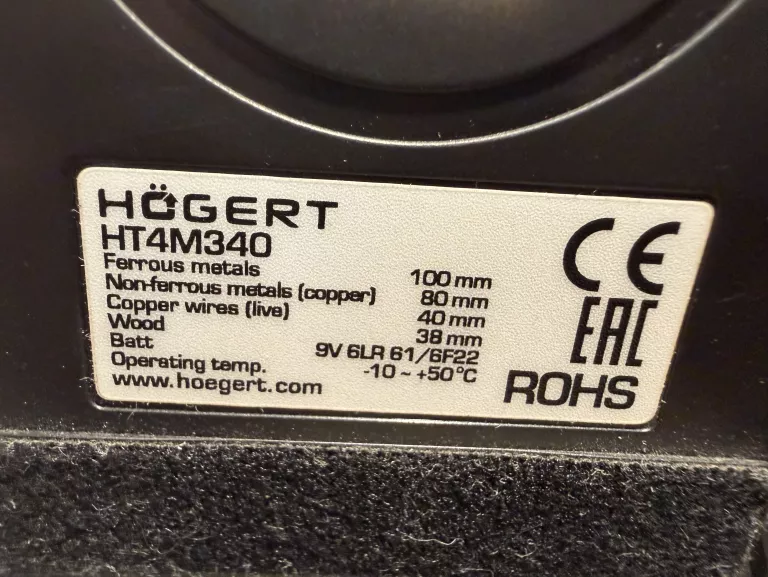 HÖGERT
HT4M340
Ferrous metals 100 mm
Non-ferrous metals (copper) 80 mm
Copper wires (live) 40 mm
Wood 38 mm
Batt 9V 6LR 61/6F22
Operating temp. -10 ~ +50°C
www.hoegert.com
CE
EAC
ROHS